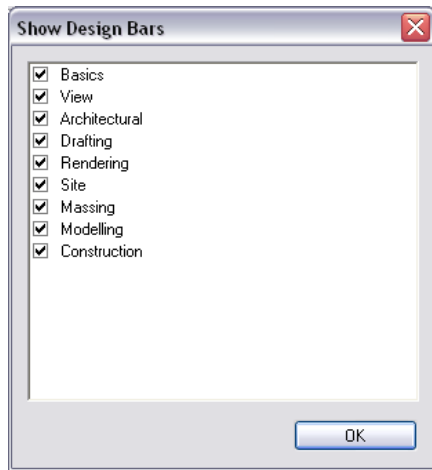 Show Design Bars
Basics
View
Architectural
Drafting
Rendering
Site
Massing
Modelling
Construction
OK